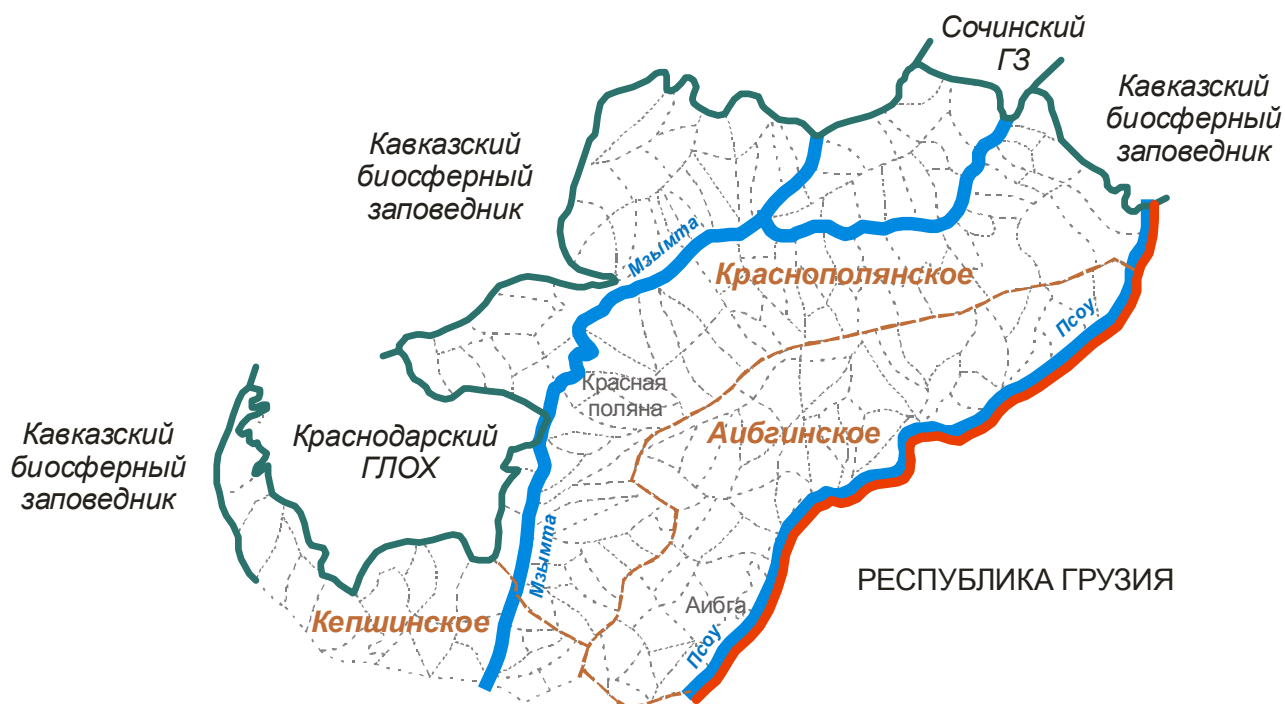 Сочинский
ГЗ
Кавказский
биосферный
заповедник
Кавказский
биосферный
заповедник
Мзымта
Краснополянское
Псоу
Красная
поляна
Аибгинское
Кавказский
биосферный
заповедник
Краснодарский
ГЛОХ
Мзымта
РЕСПУБЛИКА ГРУЗИЯ
Аибга
Кепшинское
Псоу